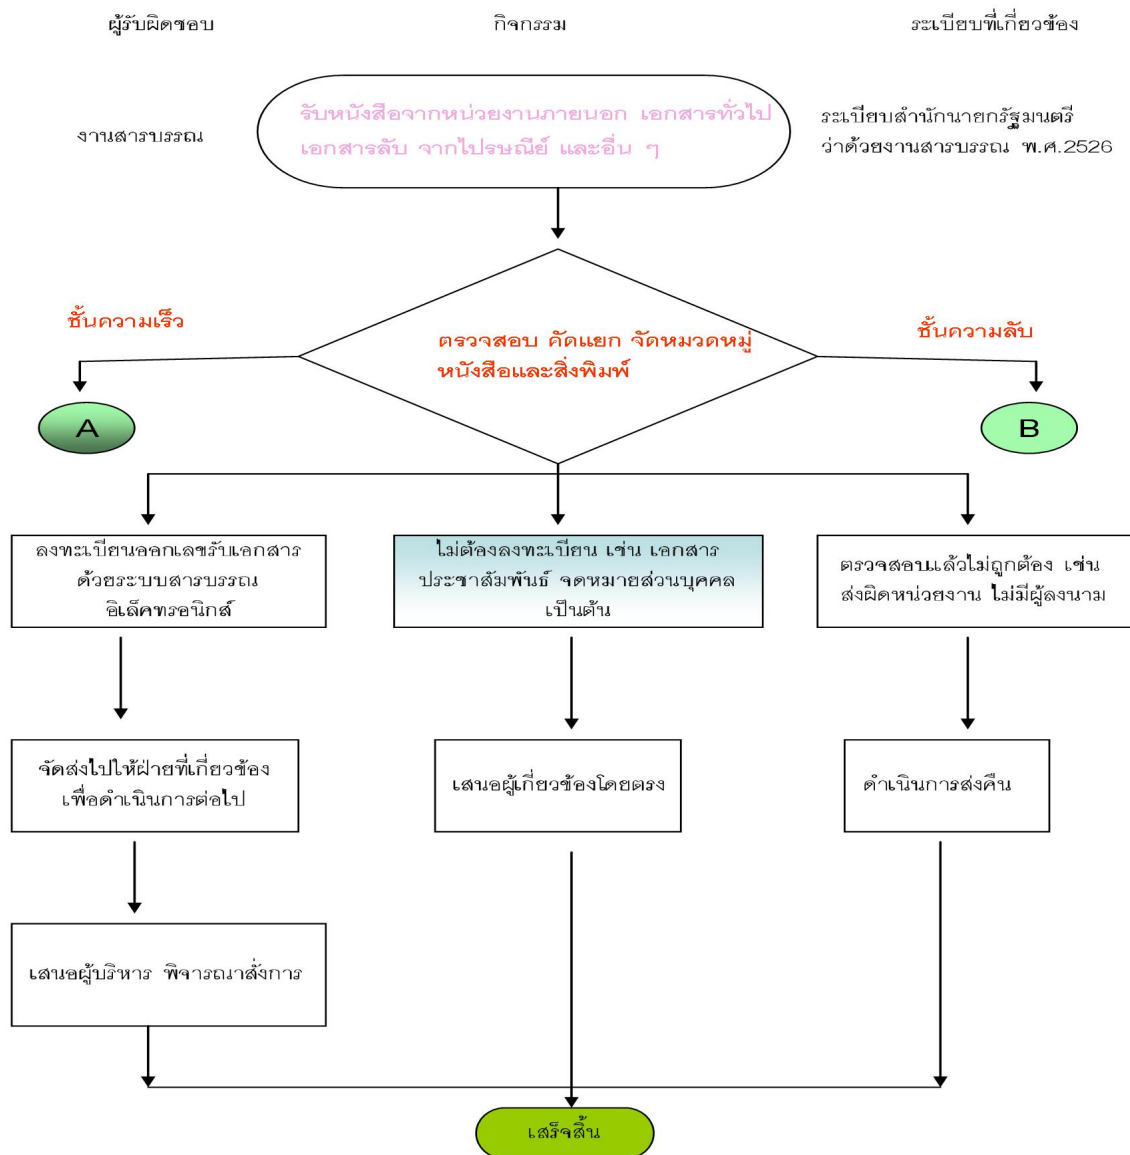 ผู้รับผิดชอบ
กิจกรรม
ระเบียบที่เกี่ยวข้อง
งานสารบรรณ
รับหนังสือจากหน่วยงานภายนอก เอกสารทั่วไป
เอกสารลับ จากไปรษณีย์ และอื่น ๆ
ระเบียบสำนักนายกรัฐมนตรี
ว่าด้วยงานสารบรรณ พ.ศ.2526
ชั้นความเร็ว
ตรวจสอบ คัดแยก จัดหมวดหมู่
หนังสือและสิ่งพิมพ์
ชั้นความลับ
A
B
ลงทะเบียนออกเลขรับเอกสาร
ด้วยระบบสารบรรณ
อิเล็คทรอนิกส์
ไม่ต้องลงทะเบียน เช่น เอกสาร
ประชาสัมพันธ์ จดหมายส่วนบุคคล
เป็นต้น
ตรวจสอบแล้วไม่ถูกต้อง เช่น
ส่งผิดหน่วยงาน ไม่มีผู้ลงนาม
จัดส่งไปให้ฝ่ายที่เกี่ยวข้อง
เพื่อดำเนินการต่อไป
เสนอผู้เกี่ยวข้องโดยตรง
ดำเนินการส่งคืน
เสนอผู้บริหาร พิจารณาสั่งการ
เสร็จสิ้น